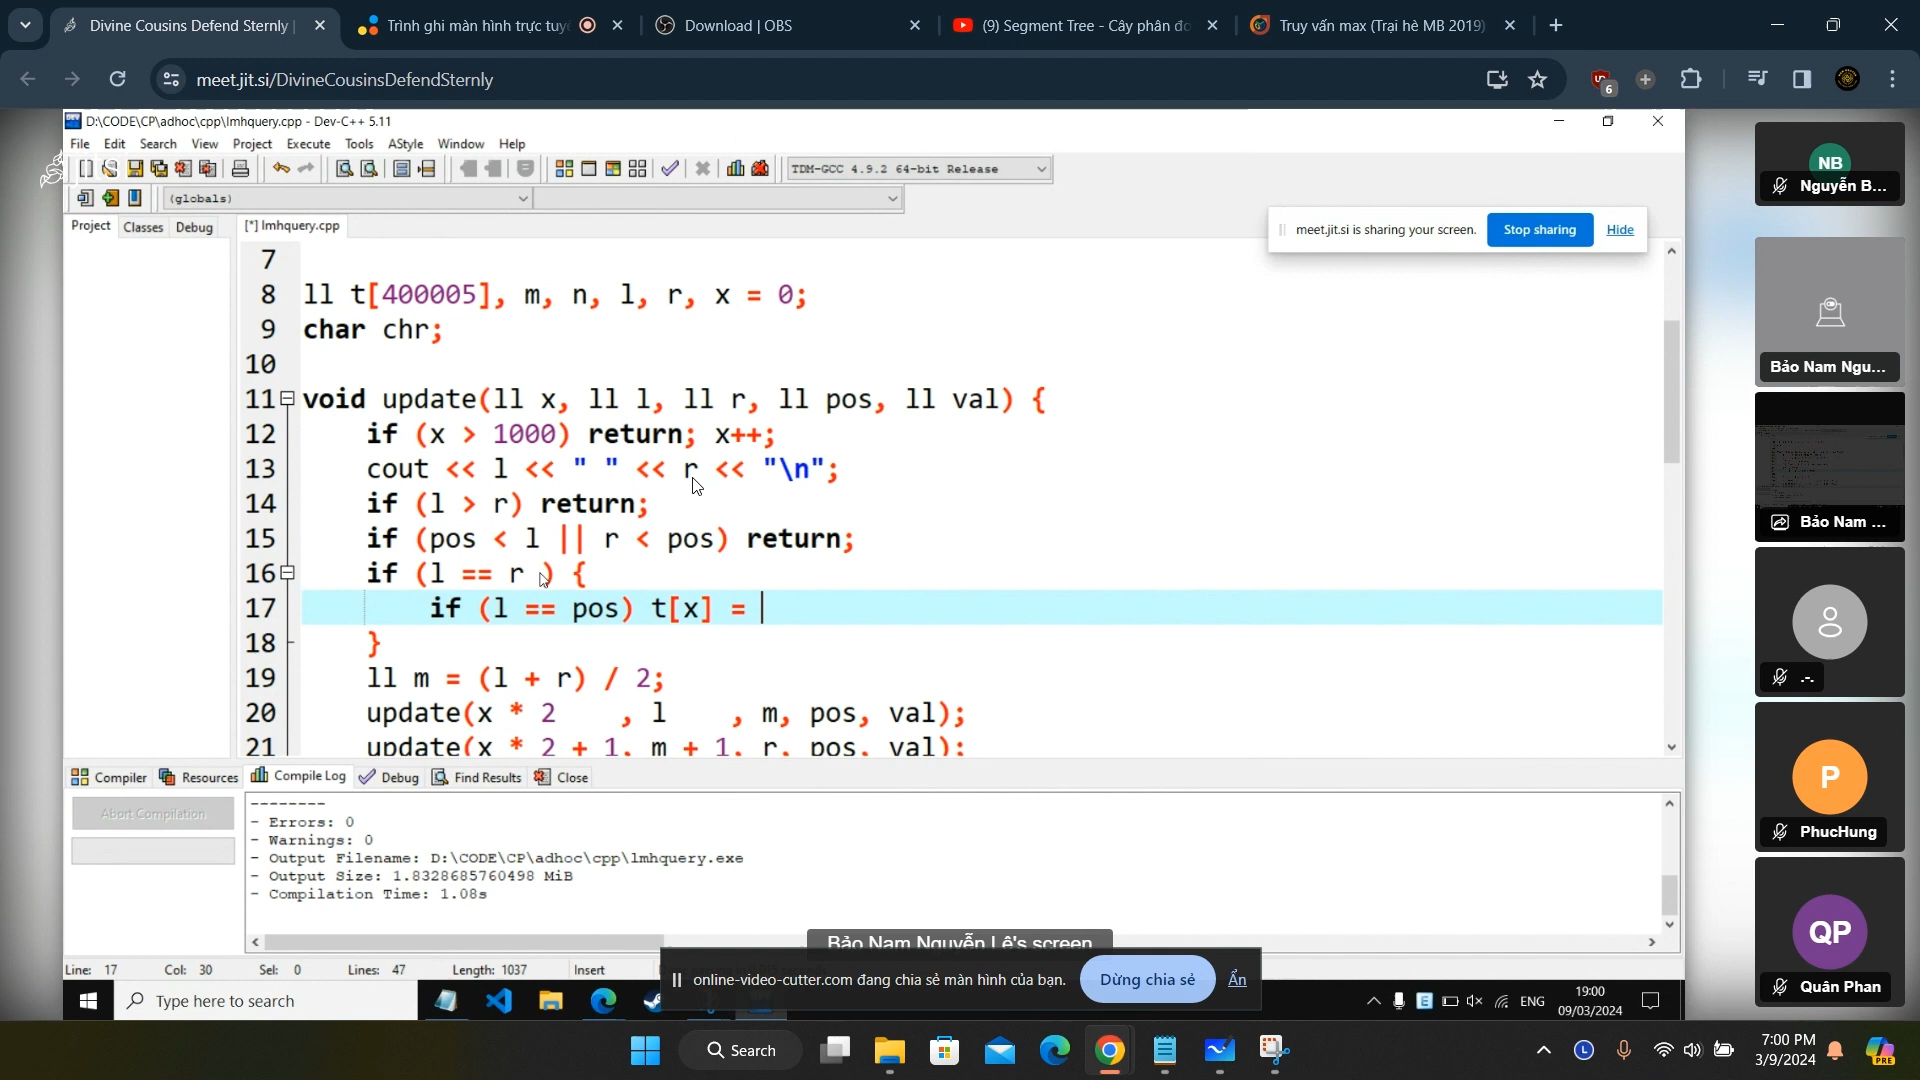 Divine Cousins Defend Sternly |
Trình ghi màn hình trực tuyế
Download | OBS
(9) Segment Tree - Cây phân đo
Truy vấn max (Trại hè MB 2019)
meet.jit.si/DivineCousinsDefendSternly
6
D:\CODE\CP\adhoc\cpp\lmhquery.cpp - Dev-C++ 5.11
File Edit Search View Project Execute Tools AStyle Window Help
TDM-GCC 4.9.2 64-bit Release
(globals)
Project Classes Debug
[*] lmhquery.cpp
meet.jit.si is sharing your screen. Stop sharing Hide
7
8 ll t[400005], m, n, l, r, x = 0;
9 char chr;
10
11 void update(ll x, ll l, ll r, ll pos, ll val) {
12 if (x > 1000) return; x++;
13 cout << l << " " << r << "\n";
14 if (l > r) return;
15 if (pos < l || r < pos) return;
16 if (l == r ) {
17 if (l == pos) t[x] =
18 }
19 ll m = (l + r) / 2;
20 update(x * 2 , l , m, pos, val);
21 update(x * 2 + 1, m + 1, r, pos, val);
Compiler Resources Compile Log Debug Find Results Close
Abort Compilation
--------
- Errors: 0
- Warnings: 0
- Output Filename: D:\CODE\CP\adhoc\cpp\lmhquery.exe
- Output Size: 1.8328685760498 MiB
- Compilation Time: 1.08s
Bảo Nam Nguyễn Lê's screen
Line: 17 Col: 30 Sel: 0 Lines: 47 Length: 1037 Insert
online-video-cutter.com đang chia sẻ màn hình của bạn. Dừng chia sẻ Ẩn
Type here to search
ENG
19:00
09/03/2024
NB
Nguyễn B...
Bảo Nam Ngu...
Bảo Nam ...
.-.
P
PhucHung
QP
Quân Phan
Search
L
7:00 PM
3/9/2024
PRE